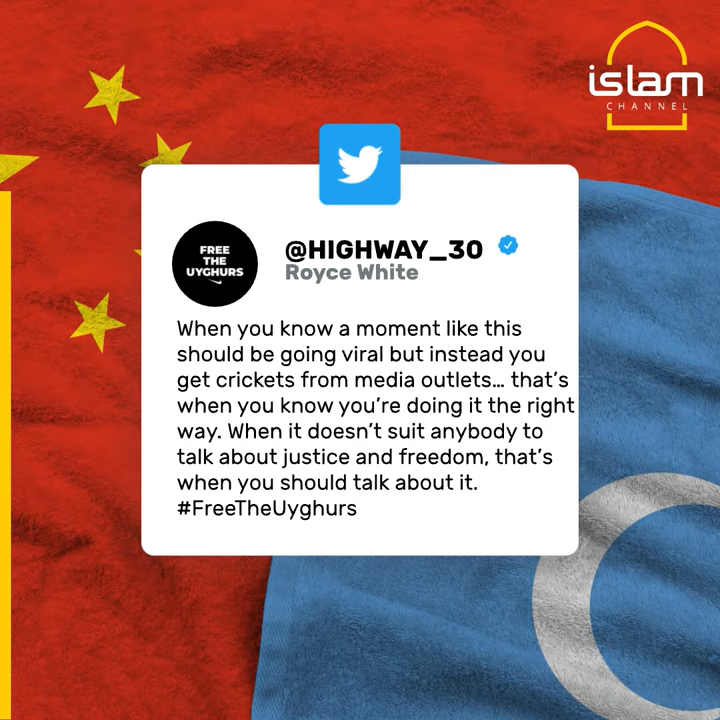 islam
CHANNEL
FREE
THE
UYGHURS
@HIGHWAY_30
Royce White
When you know a moment like this
should be going viral but instead you
get crickets from media outlets... that's
when you know you're doing it the right
way. When it doesn't suit anybody to
talk about justice and freedom, that's
when you should talk about it.
#FreeTheUyghurs